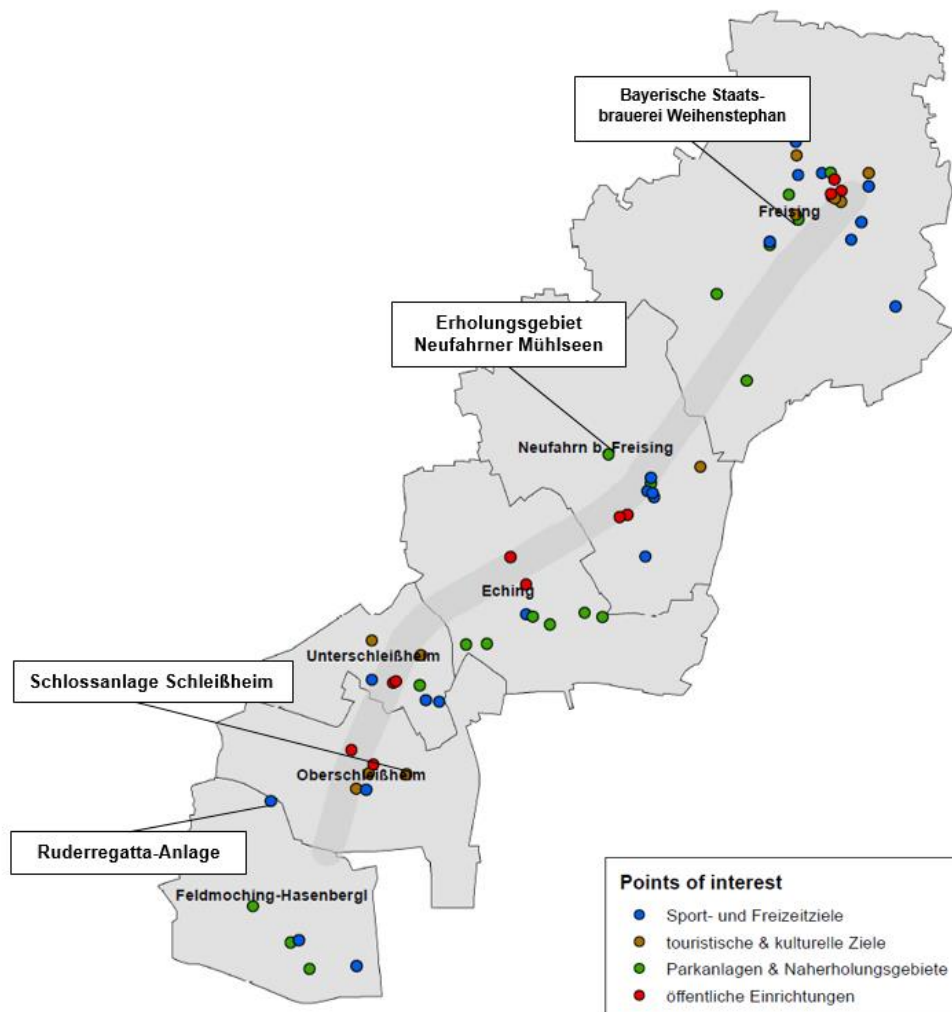 Bayerische Staats-
brauerei Weihenstephan
Freising
Erholungsgebiet
Neufahrner Mühlseen
Neufahrn b. Freising
Eching
Unterschleißheim
Schlossanlage Schleißheim
Oberschleißheim
Ruderregatta-Anlage
Feldmoching-Hasenbergl
Points of interest
Sport- und Freizeitziele
touristische & kulturelle Ziele
Parkanlagen & Naherholungsgebiete
öffentliche Einrichtungen